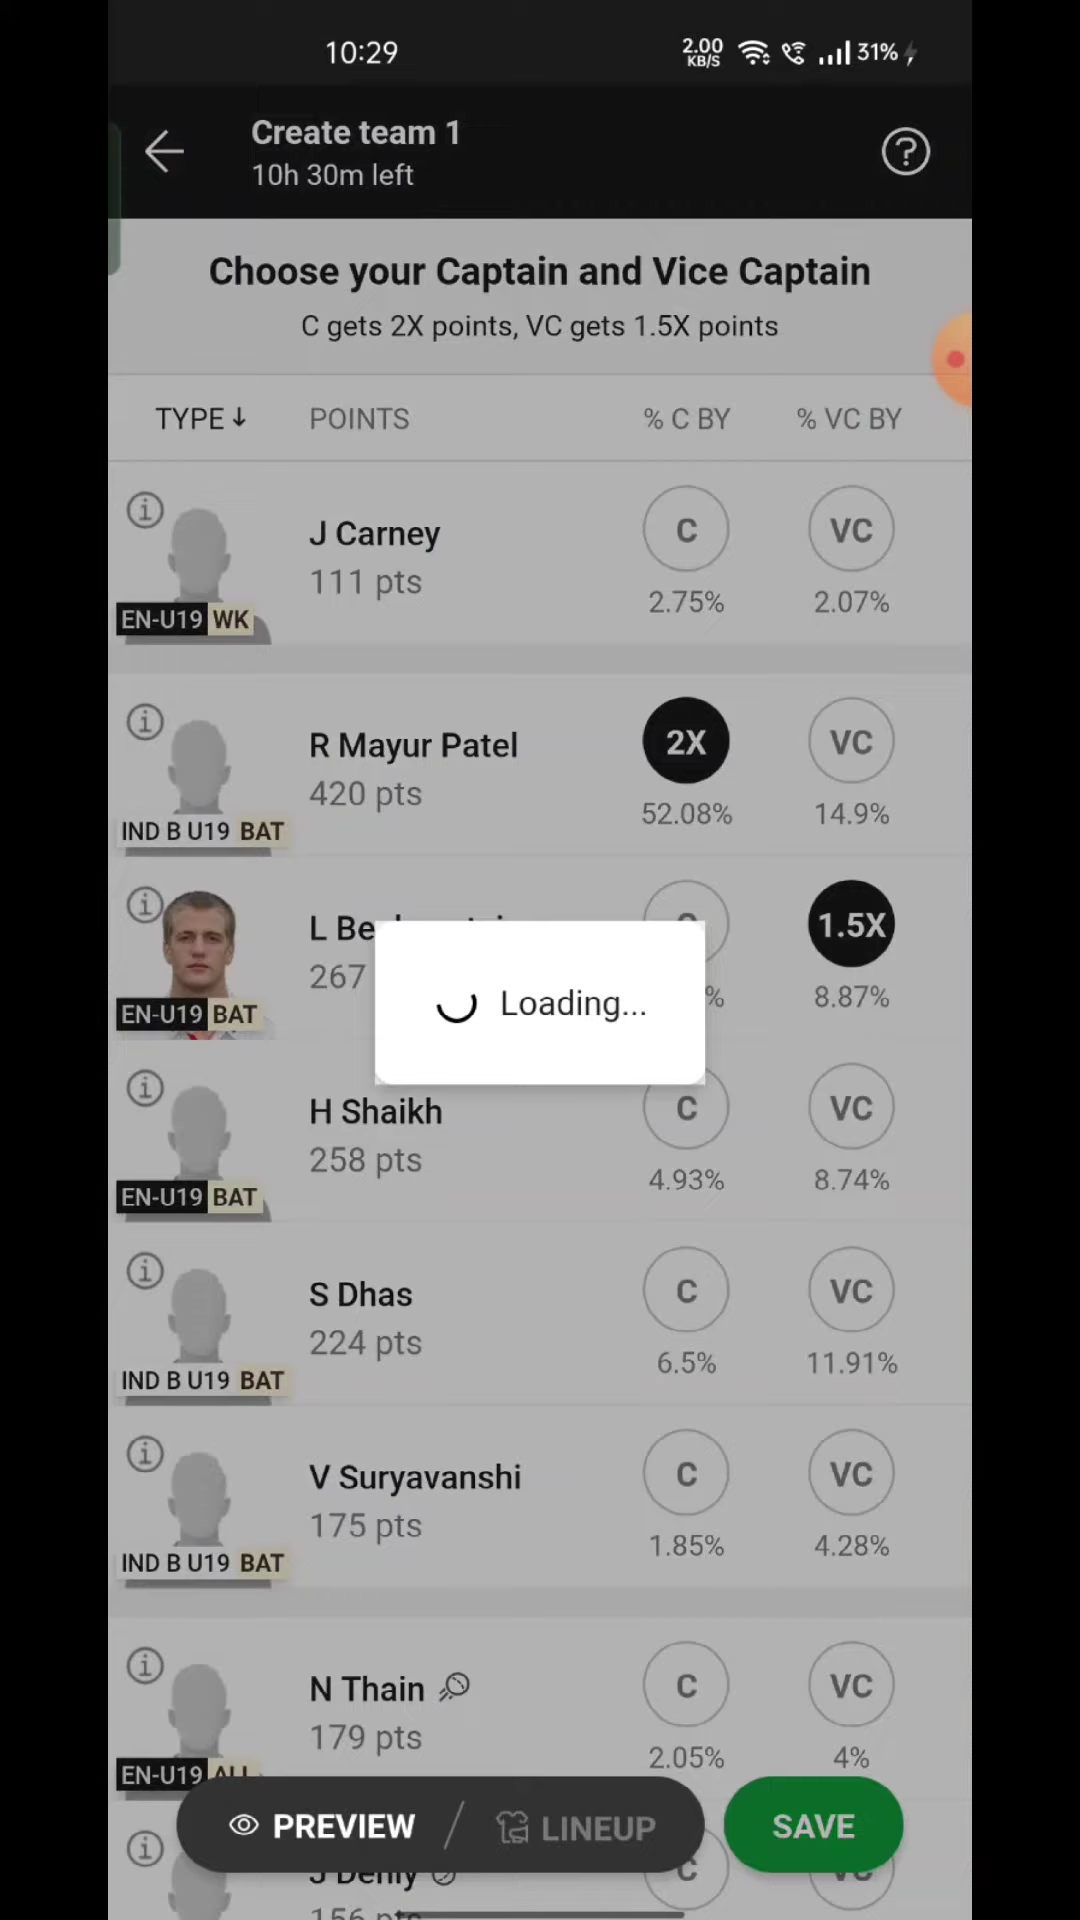 10:29
2.00
KB/S
31%
Create team 1
10h 30m left
Choose your Captain and Vice Captain
C gets 2X points, VC gets 1.5X points
TYPE↓ POINTS % C BY % VC BY
J Carney C VC
111 pts 2.75% 2.07%
EN-U19 WK
R Mayur Patel 2X VC
420 pts 52.08% 14.9%
IND B U19 BAT
L 1.5X
267 % 8.87%
EN-U19 BAT
Loading...
H Shaikh C VC
258 pts 4.93% 8.74%
EN-U19 BAT
S Dhas C VC
224 pts 6.5% 11.91%
IND B U19 BAT
V Suryavanshi C VC
175 pts 1.85% 4.28%
IND B U19 BAT
N Thain C VC
179 pts 2.05% 4%
EN-U19 ALL
PREVIEW / LINEUP SAVE
J Denly C VC
156 pts